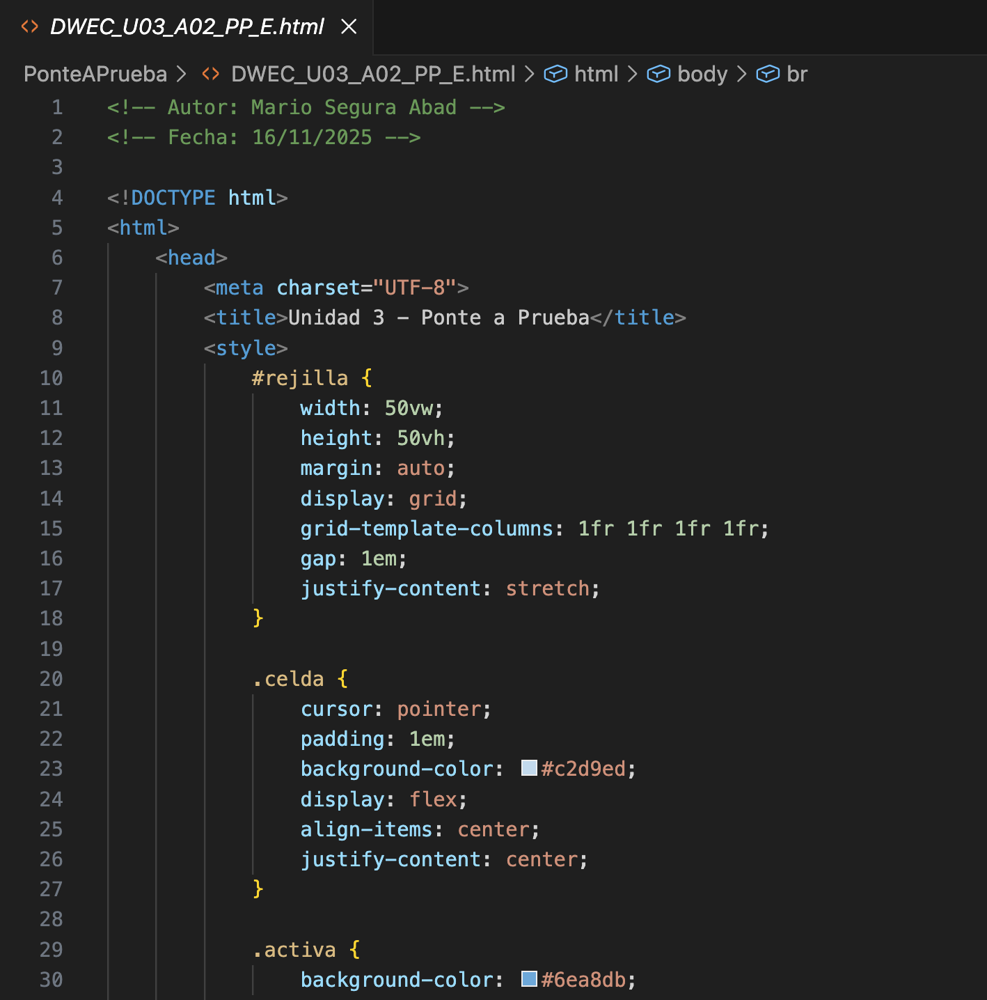 DWEC_U03_A02_PP_E.html
PonteAPrueba > DWEC_U03_A02_PP_E.html > html > body > br
1 <!-- Autor: Mario Segura Abad -->
2 <!-- Fecha: 16/11/2025 -->
3
4 <!DOCTYPE html>
5 <html>
6     <head>
7         <meta charset="UTF-8">
8         <title>Unidad 3 - Ponte a Prueba</title>
9         <style>
10             #rejilla {
11                 width: 50vw;
12                 height: 50vh;
13                 margin: auto;
14                 display: grid;
15                 grid-template-columns: 1fr 1fr 1fr 1fr;
16                 gap: 1em;
17                 justify-content: stretch;
18             }
19
20             .celda {
21                 cursor: pointer;
22                 padding: 1em;
23                 background-color: #c2d9ed;
24                 display: flex;
25                 align-items: center;
26                 justify-content: center;
27             }
28
29             .activa {
30                 background-color: #6ea8db;